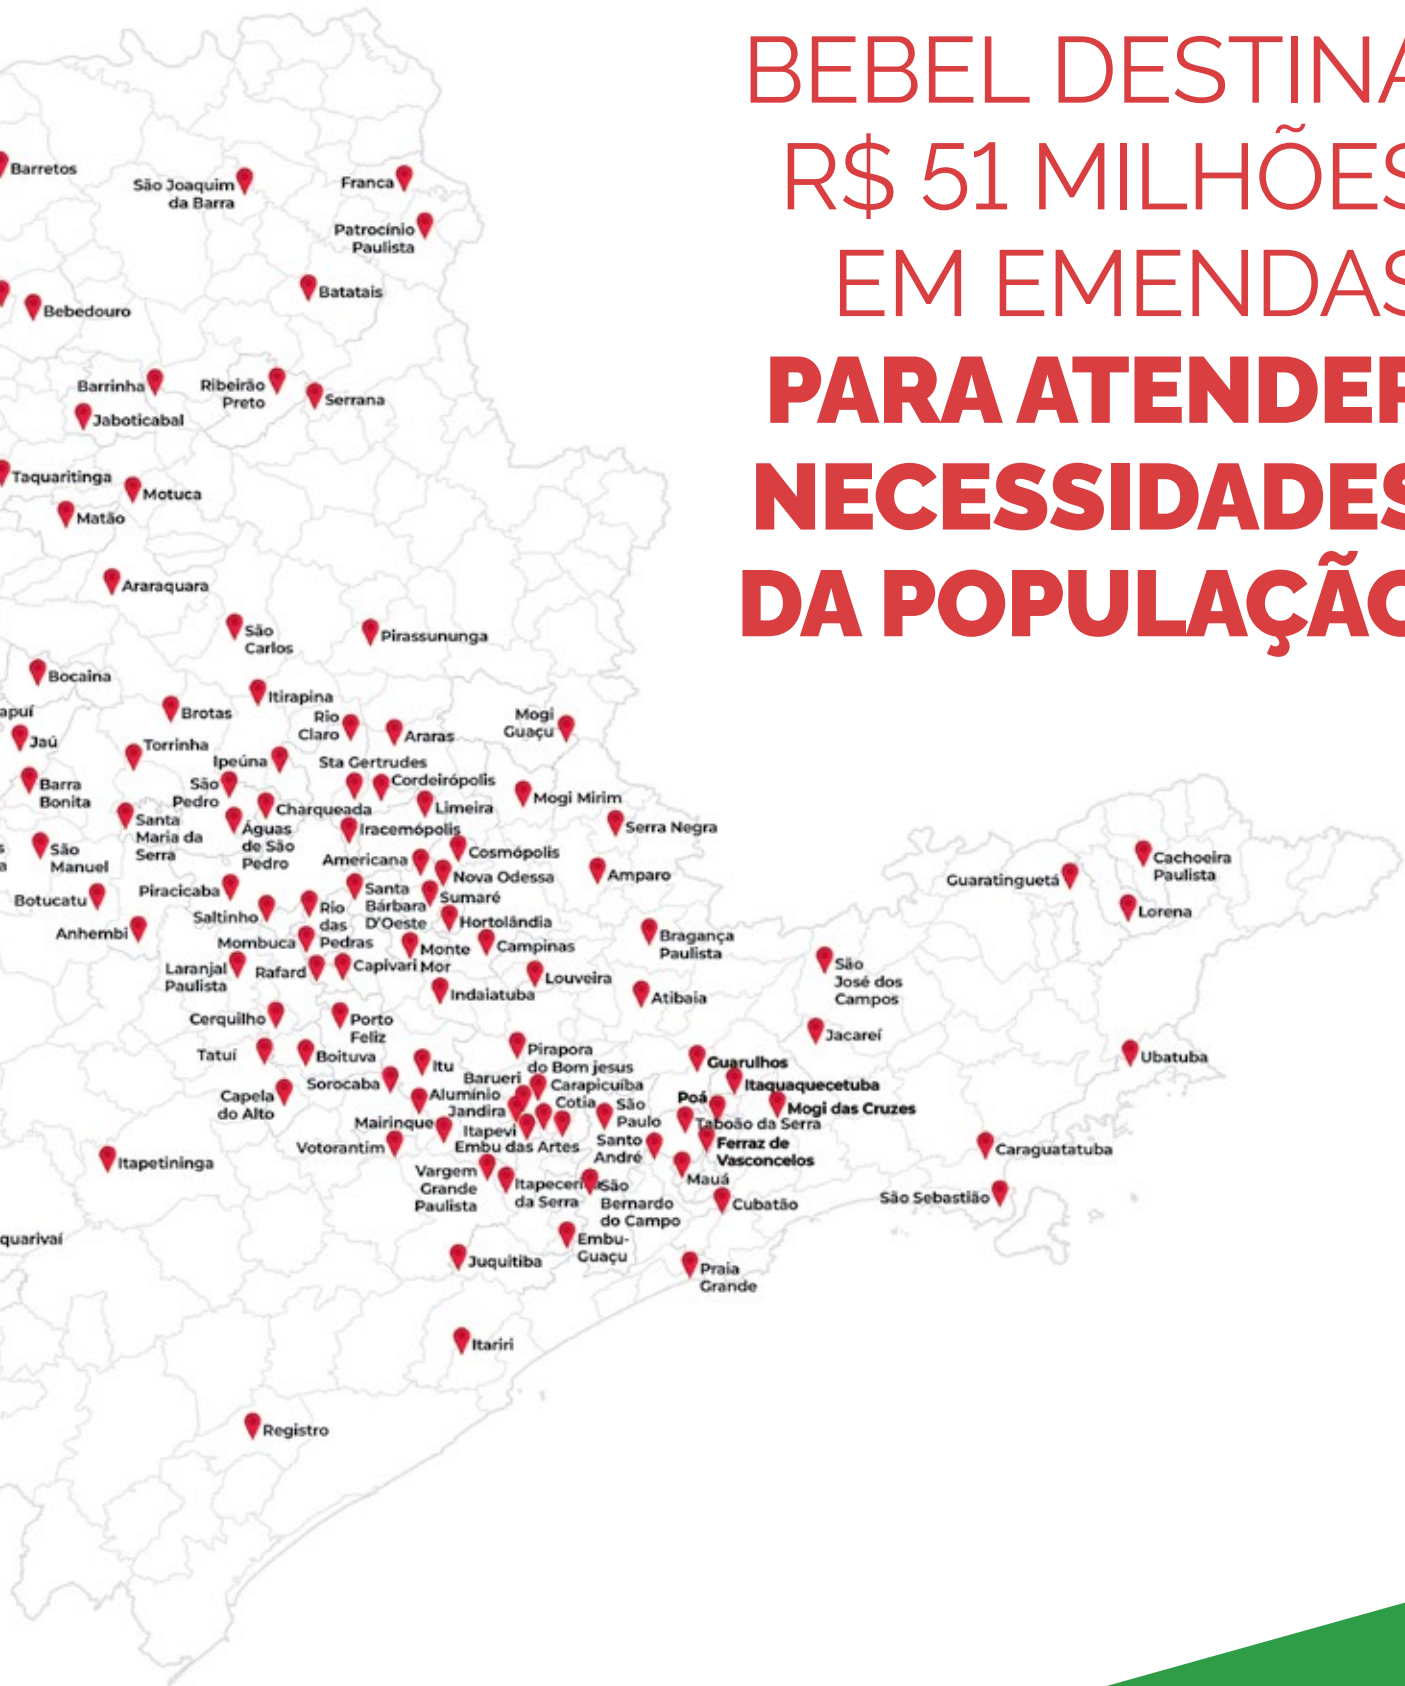 BEBEL DESTINA
R$ 51 MILHÕES
EM EMENDAS
PARA ATENDER
NECESSIDADES
DA POPULAÇÃO
Barretos
São Joaquim
da Barra
Franca
Patrocínio
Paulista
Batatais
Bebedouro
Barrinha
Ribeirão
Preto
Serrana
Jaboticabal
Taquaritinga
Motuca
Matão
Araraquara
São
Carlos
Pirassununga
Bocaina
Itirapina
apuí
Brotas
Rio
Claro
Araras
Mogi
Guaçu
Jaú
Torrinha
Ipeúna
Sta Gertrudes
Cordeirópolis
Barra
Bonita
São
Pedro
Charqueada
Limeira
Mogi Mirim
Santa
Maria da
Serra
Águas
de São
Pedro
Iracemópolis
Serra Negra
s
a
São
Manuel
Americana
Cosmópolis
Nova Odessa
Amparo
Guaratinguetá
Cachoeira
Paulista
Botucatu
Piracicaba
Santa
Bárbara
D'Oeste
Sumaré
Lorena
Saltinho
Rio
das
Pedras
Hortolândia
Anhembi
Mombuca
Monte
Mor
Campinas
Bragança
Paulista
Laranjal
Paulista
Rafard
Capivari
Louveira
São
José dos
Campos
Indaiatuba
Atibaia
Cerquilho
Porto
Feliz
Jacareí
Tatuí
Boituva
Itu
Pirapora
do Bom jesus
Guarulhos
Ubatuba
Sorocaba
Barueri
Carapicuíba
Itaquaquecetuba
Capela
do Alto
Alumínio
Jandira
Cotia
São
Paulo
Poá
Mogi das Cruzes
Mairinque
Itapevi
Taboão da Serra
Votorantim
Embu das Artes
Santo
André
Ferraz de
Vasconcelos
Caraguatatuba
Itapetininga
Vargem
Grande
Paulista
Itapecerica
da Serra
São
Bernardo
do Campo
Mauá
Cubatão
São Sebastião
quarivaí
Juquitiba
Embu-
Guaçu
Praia
Grande
Itariri
Registro